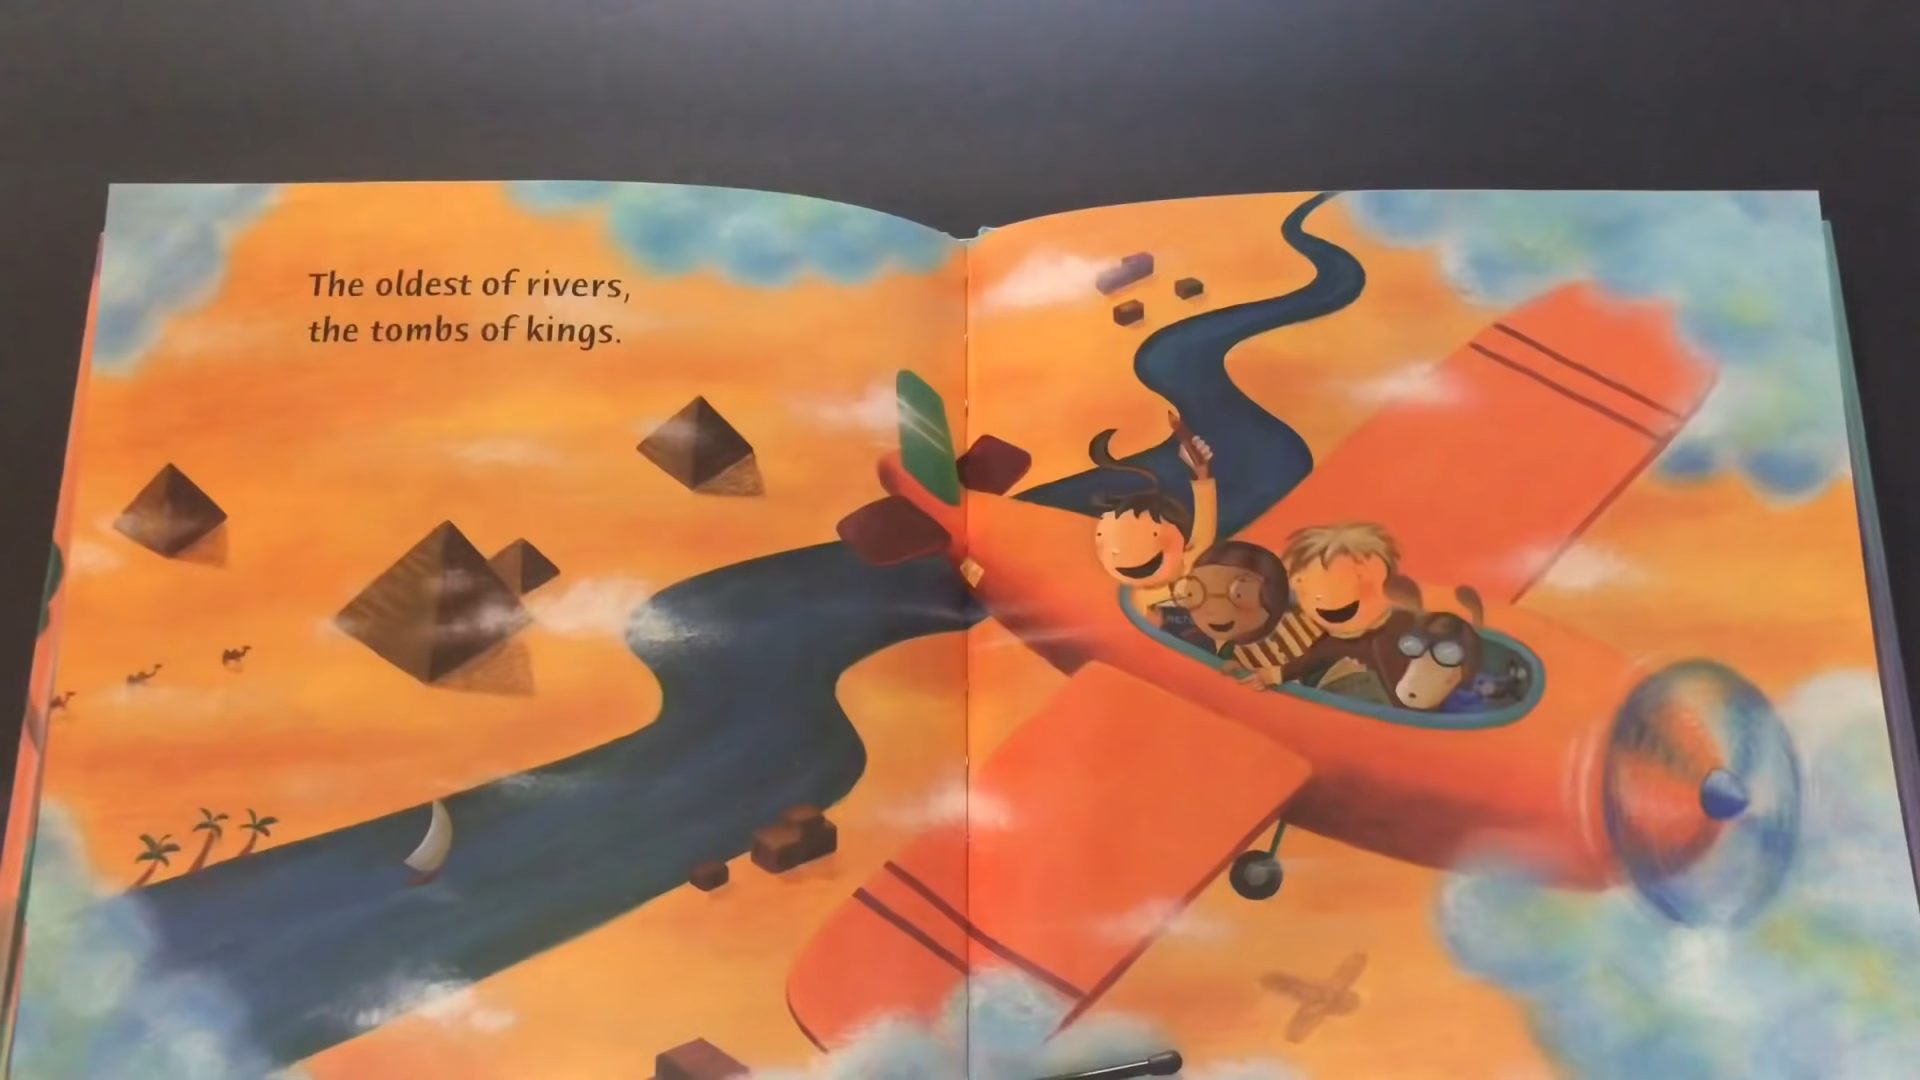 The oldest of rivers,
the tombs of kings.